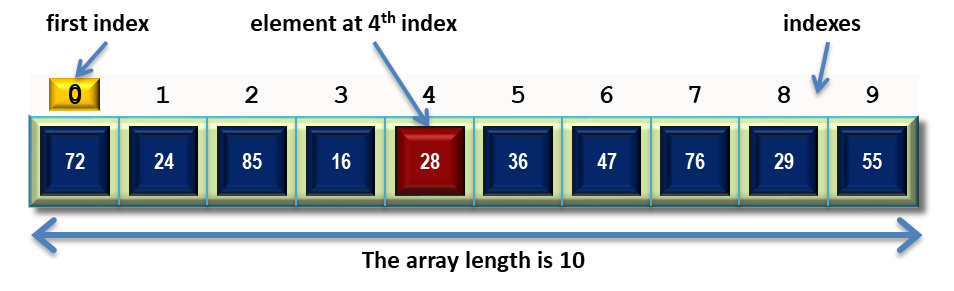 first index element at 4th index indexes
0 1 2 3 4 5 6 7 8 9
72 24 85 16 28 36 47 76 29 55
The array length is 10